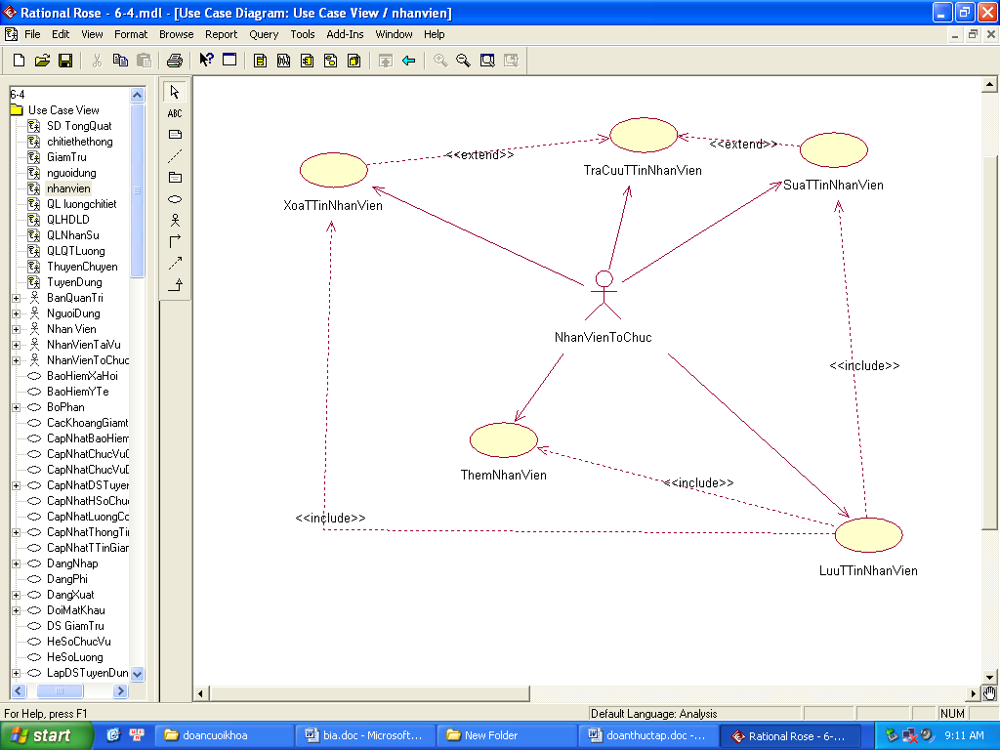 Rational Rose - 6-4.mdl - [Use Case Diagram: Use Case View / nhanvien]
File Edit View Format Browse Report Query Tools Add-Ins Window Help
6-4
Use Case View
SD TongQuat
chitiethethong
GiamTru
nguoidung
nhanvien
QL luongchitiet
QLHDLD
QLNhanSu
QLQTLuong
ThuyenChuyen
TuyenDung
BanQuanTri
NguoiDung
Nhan Vien
NhanVienTaiVu
NhanVienToChuc
BaoHiemXaHoi
BaoHiemYTe
BoPhan
CacKhoangGiamt
CapNhatBaoHiem
CapNhatChucVuD
CapNhatChucVuD
CapNhatDSTuyer
CapNhatHSoChuc
CapNhatLuongCo
CapNhatThongTir
CapNhatTTinGiar
DangNhap
DangPhi
DangXuat
DoiMatKhau
DS GiamTru
HeSoChucVu
HeSoLuong
LapDSTuyenDun
ABC
<<extend>>
<<extend>>
TraCuuTTinNhanVien
SuaTTinNhanVien
XoaTTinNhanVien
NhanVienToChuc
<<include>>
ThemNhanVien
<<include>>
<<include>>
LuuTTinNhanVien
For Help, press F1
Default Language: Analysis
NUM
start
doancuoikhoa
bia.doc - Microsoft...
New Folder
doanthuctap.doc -...
Rational Rose - 6-...
9:11 AM